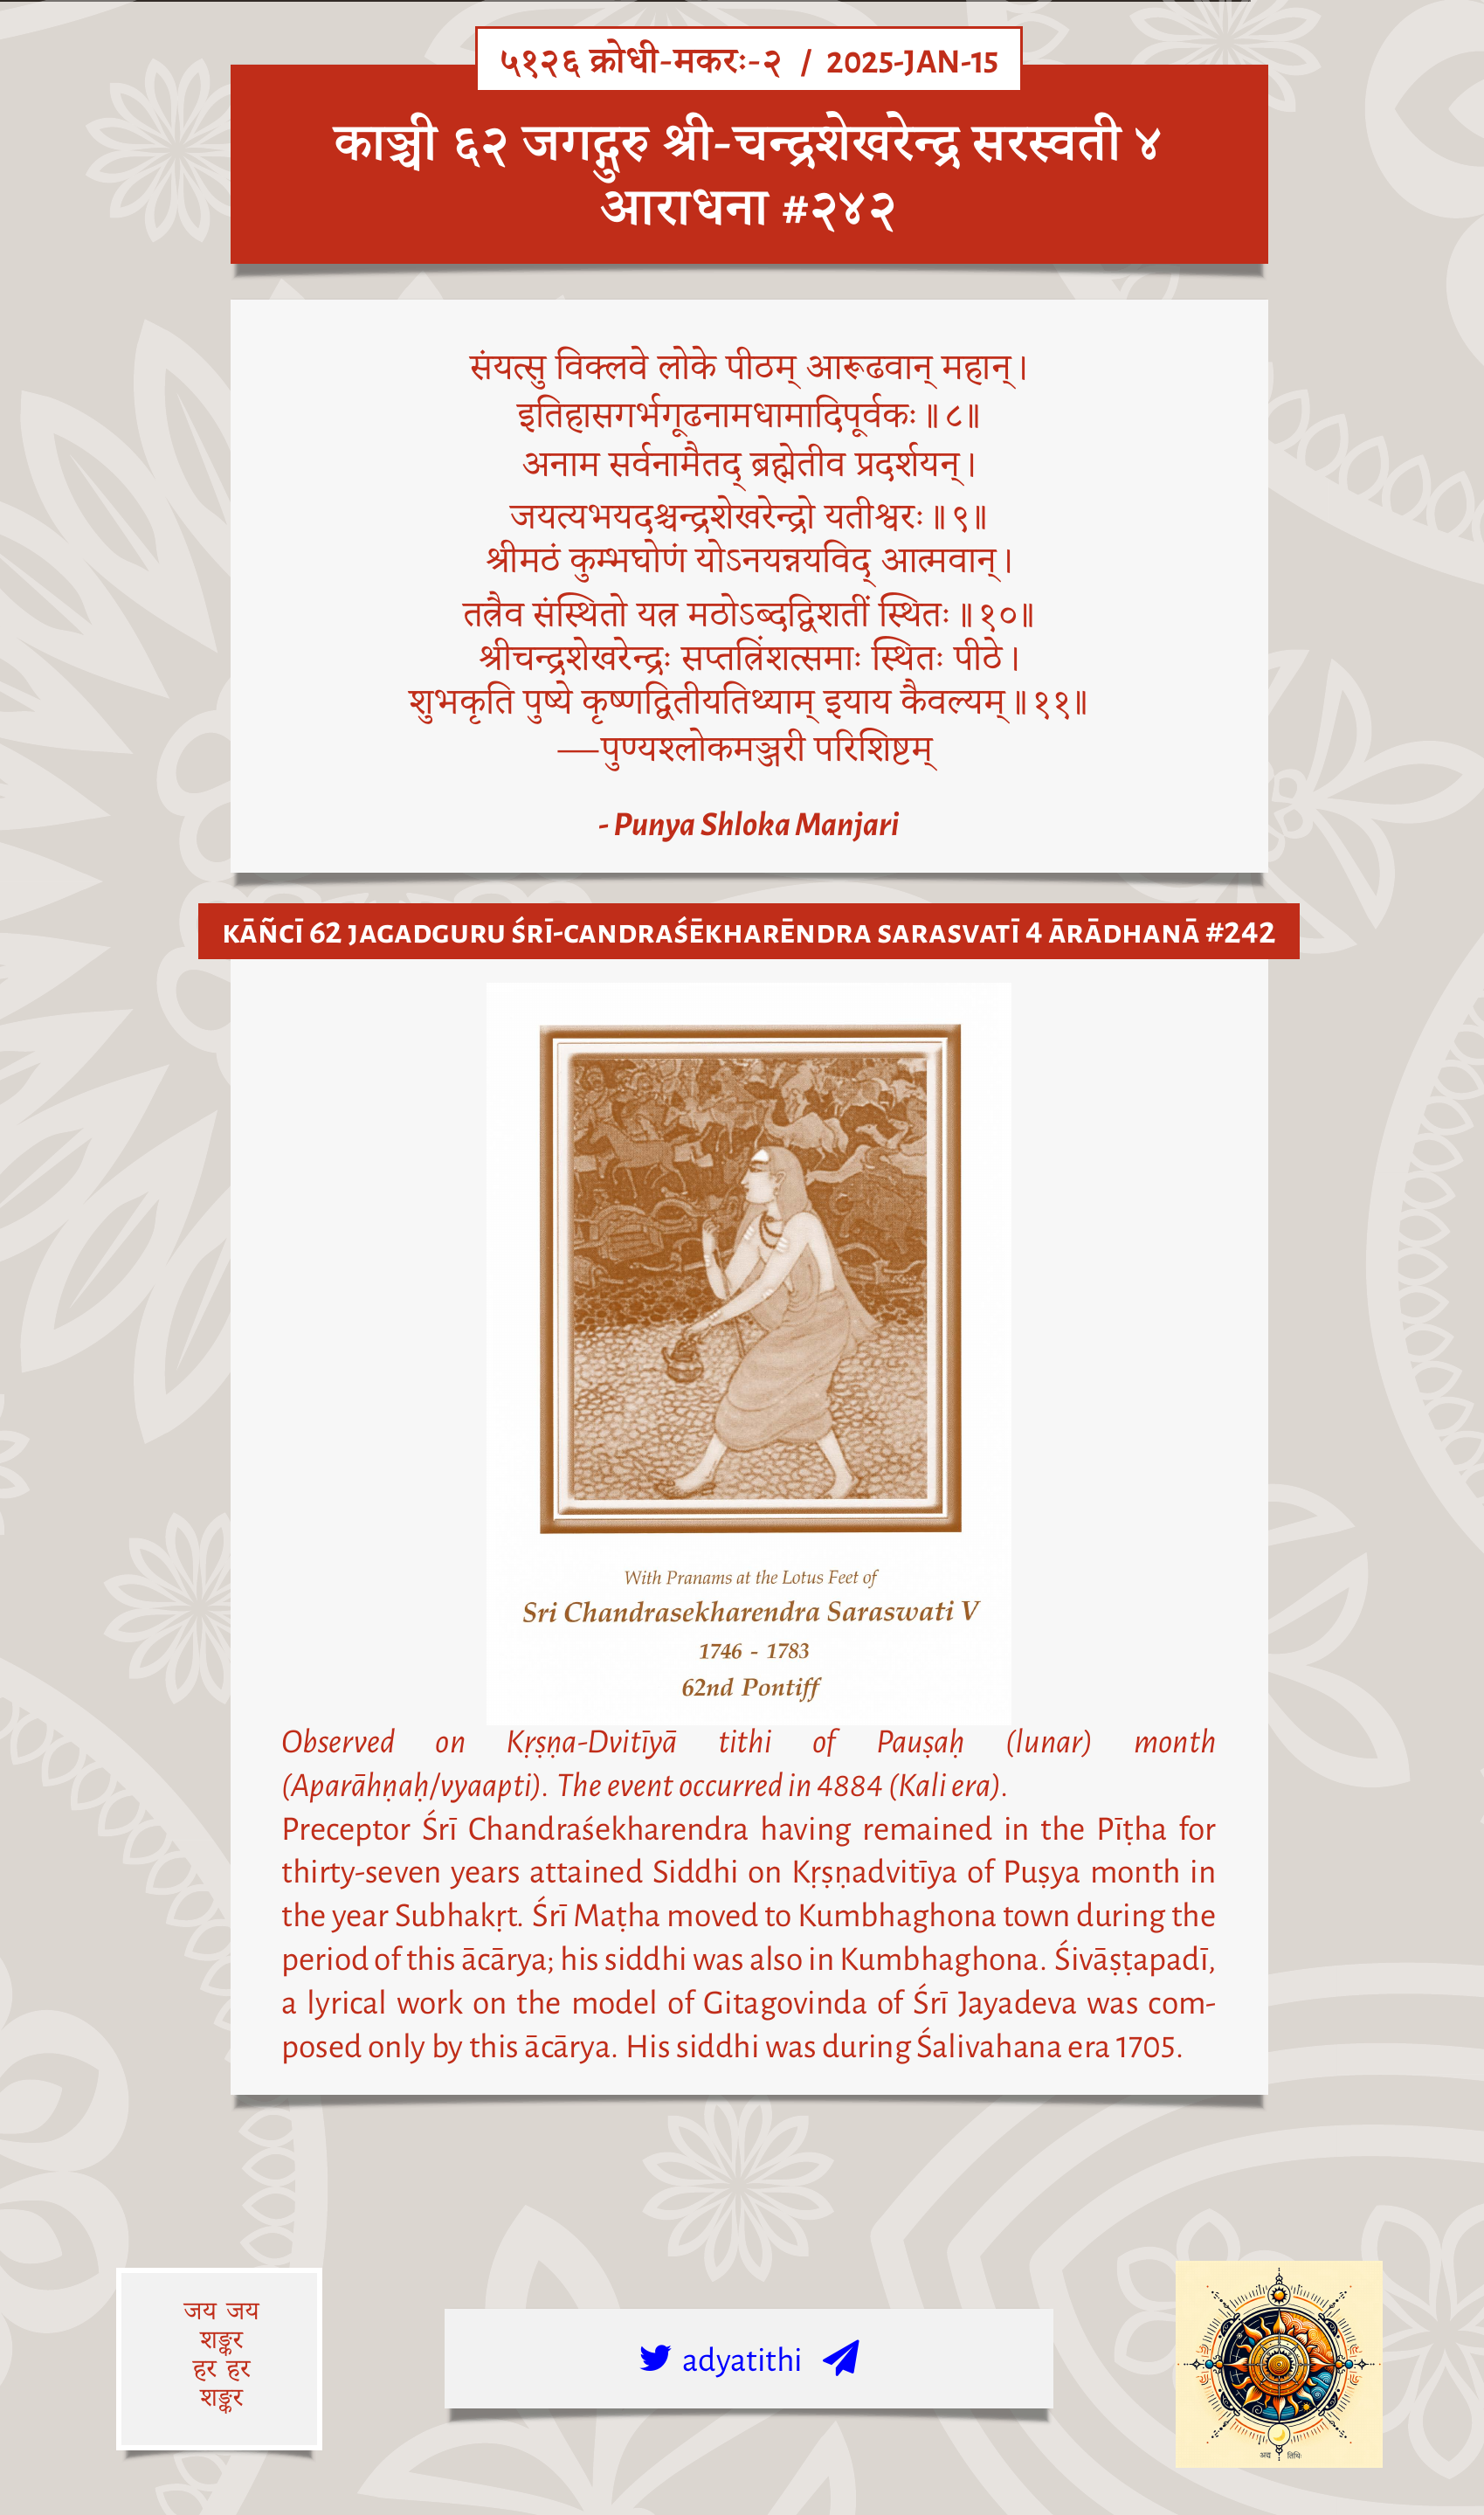 ५१२६ क्रोधी-मकरः-२ / 2025-JAN-15
काञ्ची ६२ जगद्गुरु श्री-चन्द्रशेखरेन्द्र सरस्वती ४
आराधना #२४२
संयत्सु विक्लवे लोके पीठम् आरूढवान् महान्।
इतिहासगर्भगूढनामधामादिपूर्वकः॥८॥
अनाम सर्वनामैतद् ब्रह्मेतीव प्रदर्शयन्।
जयत्यभयदश्चन्द्रशेखरेन्द्रो यतीश्वरः॥९॥
श्रीमठं कुम्भघोणं योऽनयन्नयविद् आत्मवान्।
तत्रैव संस्थितो यत्र मठोऽब्दद्विशतीं स्थितः॥१०॥
श्रीचन्द्रशेखरेन्द्रः सप्तत्रिंशत्समाः स्थितः पीठे।
शुभकृति पुष्ये कृष्णद्वितीयतिथ्याम् इयाय कैवल्यम्॥११॥
—पुण्यश्लोकमञ्जरी परिशिष्टम्
- Punya Shloka Manjari
KĀÑCĪ 62 JAGADGURU ŚRĪ-CANDRAŚĒKHARĒNDRA SARASVATĪ 4 ĀRĀDHANĀ #242
With Pranams at the Lotus Feet of
Sri Chandrasekharendra Saraswati V
1746 - 1783
62nd Pontiff
Observed on Kṛṣṇa-Dvitīyā tithi of Pauṣaḥ (lunar) month
(Aparāhṇaḥ/vyaapti). The event occurred in 4884 (Kali era).
Preceptor Śrī Chandraśekharendra having remained in the Pīṭha for
thirty-seven years attained Siddhi on Kṛṣṇadvitīya of Puṣya month in
the year Subhakṛt. Śrī Maṭha moved to Kumbhaghona town during the
period of this ācārya; his siddhi was also in Kumbhaghona. Śivāṣṭapadī,
a lyrical work on the model of Gitagovinda of Śrī Jayadeva was com-
posed only by this ācārya. His siddhi was during Śalivahana era 1705.
जय जय
शङ्कर
हर हर
शङ्कर
adyatithi
अद्य तिथिः